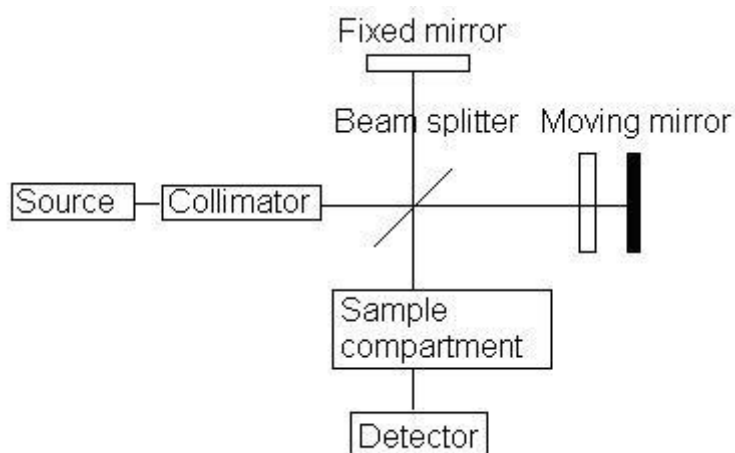 Fixed mirror
Beam splitter
Moving mirror
Source
Collimator
Sample
compartment
Detector